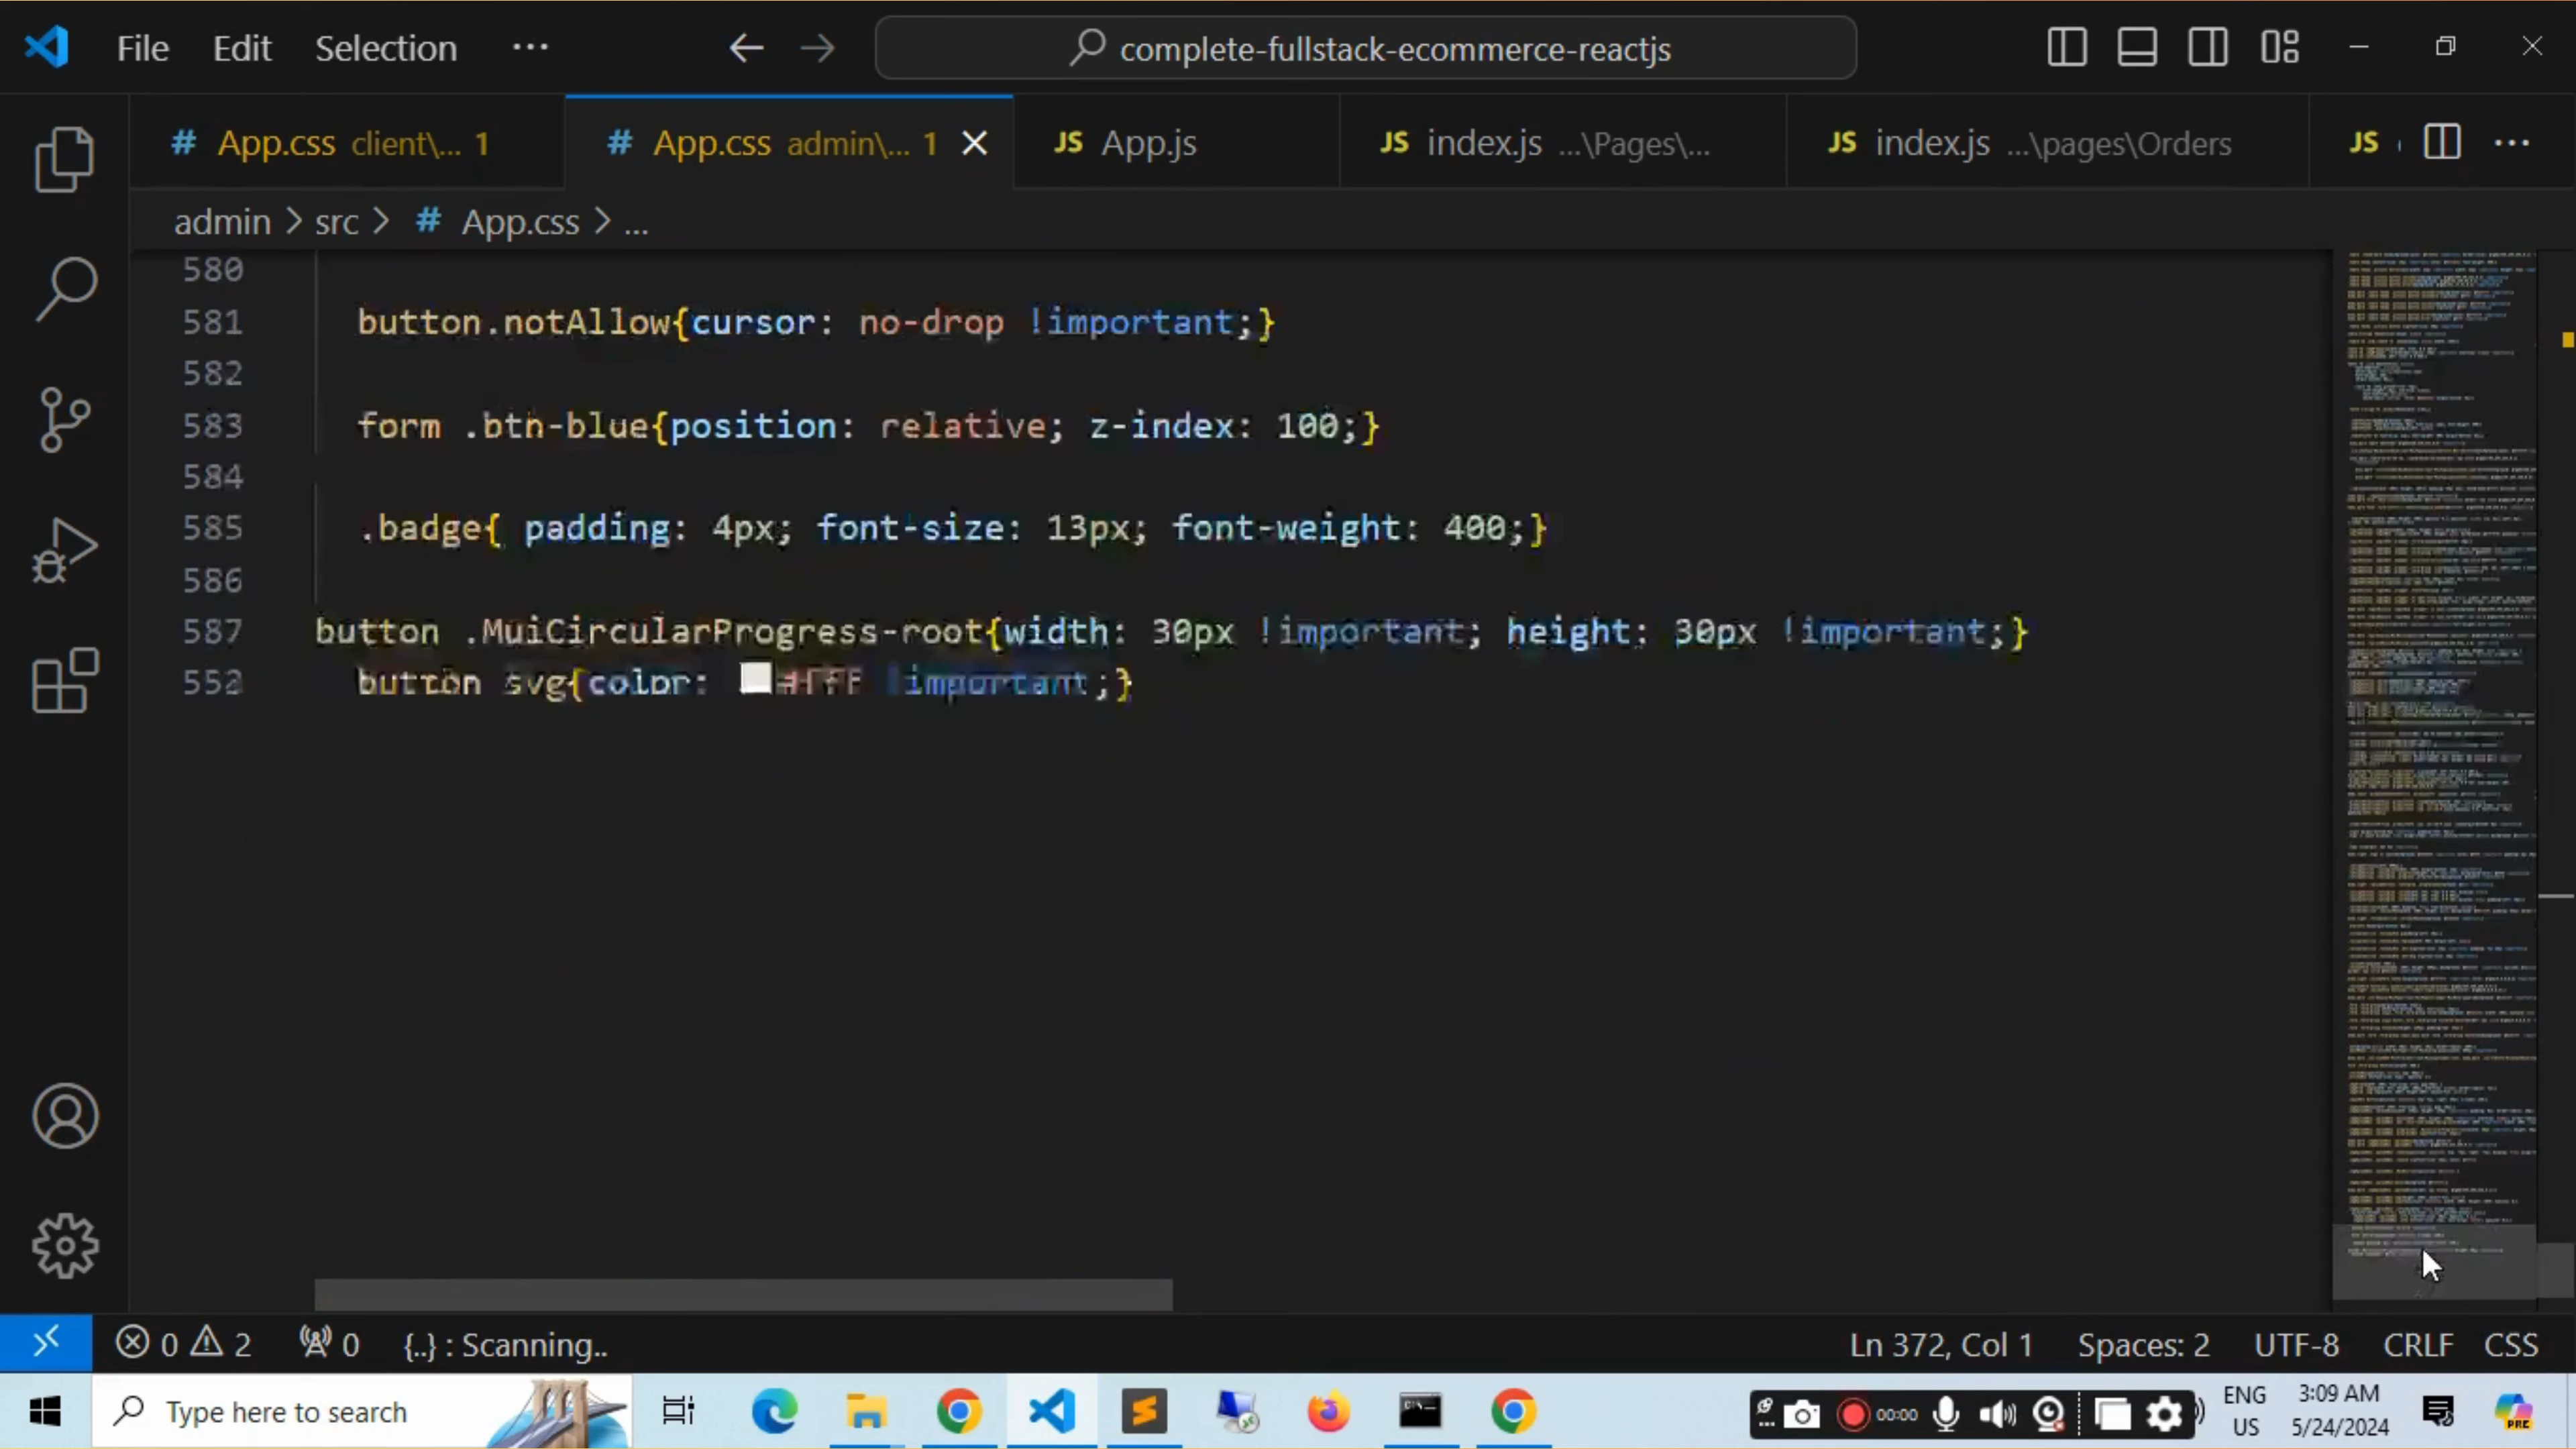 File Edit Selection ··· complete-fullstack-ecommerce-reactjs
# App.css client\... 1 # App.css admin\... 1 JS App.js JS index.js ...\Pages\... JS index.js ...\pages\Orders JS ···
admin > src > # App.css > ...
580
581 button.notAllow{cursor: no-drop !important;}
582
583 form .btn-blue{position: relative; z-index: 100;}
584
585 .badge{ padding: 4px; font-size: 13px; font-weight: 400;}
586
587 button .MuiCircularProgress-root{width: 30px !important; height: 30px !important;}
button svg{color: #fff !important;}
0 2 0 {..} : Scanning.. Ln 372, Col 1 Spaces: 2 UTF-8 CRLF CSS
Type here to search 00:00 ENG 3:09 AM
US 5/24/2024 PRE